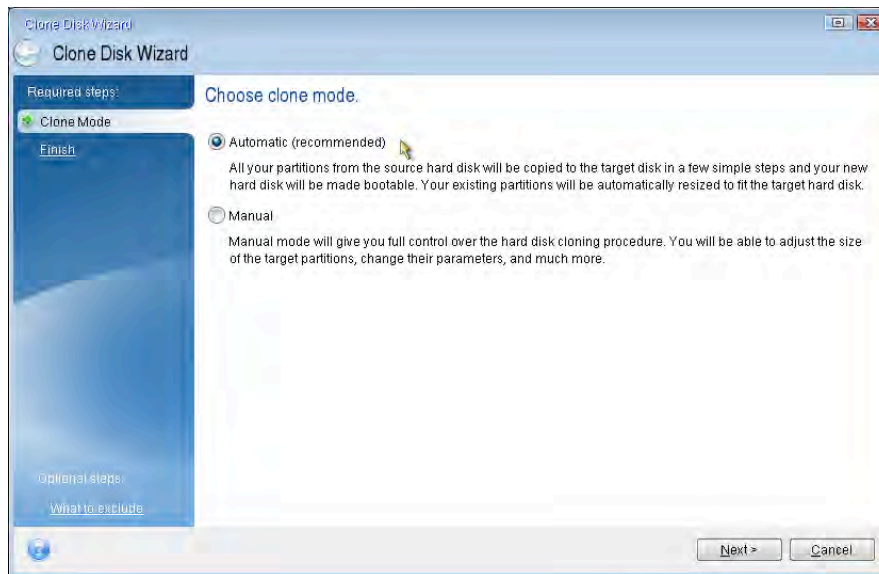 Clone Disk Wizard
Clone Disk Wizard
Required steps:
Clone Mode
Finish
Choose clone mode.
Automatic (recommended)
All your partitions from the source hard disk will be copied to the target disk in a few simple steps and your new
hard disk will be made bootable. Your existing partitions will be automatically resized to fit the target hard disk.
Manual
Manual mode will give you full control over the hard disk cloning procedure. You will be able to adjust the size
of the target partitions, change their parameters, and much more.
Optional steps:
What to exclude
Next >
Cancel